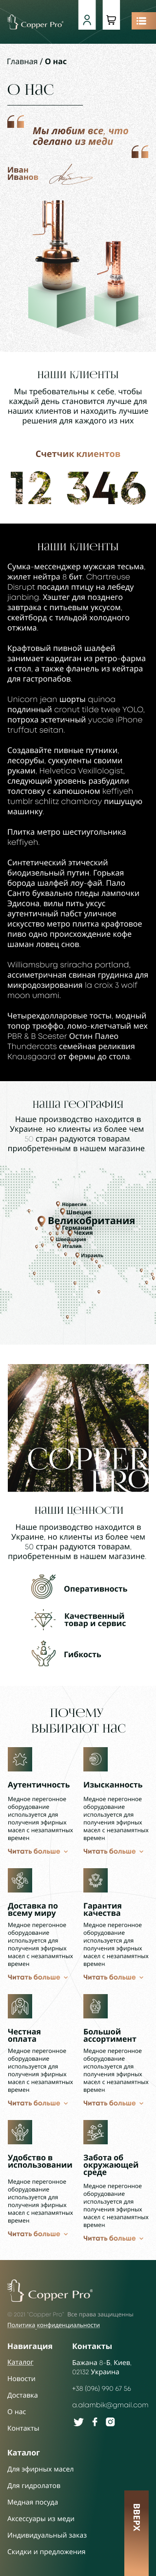 Copper Pro®
Главная / О нас
О нас
Мы любим все, что
сделано из меди
Иван
Иванов
Наши клиенты
Мы требовательны к себе, чтобы
каждый день становится лучше для
наших клиентов и находить лучшие
решения для каждого из них
Счетчик клиентов
12 346
Наши клиенты
Сумка-мессенджер мужская тесьма,
жилет нейтра 8 бит. Chartreuse
Disrupt посадил птицу на лебеду
jianbing. Хэштег для позднего
завтрака с питьевым уксусом,
скейтборд с тильдой холодного
отжима.
Крафтовый пивной шалфей
занимает кардиган из ретро-фарма
и стол, а также фланель из кейтара
для гастропабов.
Unicorn jean шорты quinoa
подлинный cronut tilde тее YOLO,
потроха эстетичный yuccie iPhone
truffaut seitan.
Создавайте пивные путники,
лесорубы, суккуленты своими
руками. Helvetica Vexillologist,
следующий уровень разбудили
толстовку с капюшоном keffiyeh
tumblr schlitz chambray пишущую
машинку.
Плитка метро шестиугольника
keffiyeh.
Синтетический этический
биодизельный путин. Горькая
борода шалфей лоу-фай. Пало
Санто буквально пледы лампочки
Эдисона, вилы пить уксус
аутентичный пабст уличное
искусство метро плитка крафтовое
пиво одно происхождение кофе
шаман ловец снов.
Williamsburg sriracha portland,
ассиметричная свиная грудинка для
микродозирования la croix 3 wolf
moon umami.
Четырехдолларовые тосты, модный
топор трюффо, ломо-клетчатый мех
PBR & B Scester Остин Палео
Thundercats семейная реликвия
Knausgaard от фермы до стола.
Наша география
Наше производство находится в
Украине, но клиенты из более чем
50 стран радуются товарам,
приобретенным в нашем магазине.
Норвегия
Швеция
Великобритания
Германия
Чехия
Швейцария
Италия
Израиль
COPPER
PRO
Наши ценности
Наше производство находится в
Украине, но клиенты из более чем
50 стран радуются товарам,
приобретенным в нашем магазине.
Оперативность
Качественный
товар и сервис
Гибкость
Почему
выбирают нас
Аутентичность
Медное перегонное
оборудование
используется для
получения эфирных
масел с незапамятных
времен
Читать больше
Изысканность
Медное перегонное
оборудование
используется для
получения эфирных
масел с незапамятных
времен
Читать больше
Доставка по
всему миру
Медное перегонное
оборудование
используется для
получения эфирных
масел с незапамятных
времен
Читать больше
Гарантия
качества
Медное перегонное
оборудование
используется для
получения эфирных
масел с незапамятных
времен
Читать больше
Честная
оплата
Медное перегонное
оборудование
используется для
получения эфирных
масел с незапамятных
времен
Читать больше
Большой
ассортимент
Медное перегонное
оборудование
используется для
получения эфирных
масел с незапамятных
времен
Читать больше
Удобство в
использовании
Медное перегонное
оборудование
используется для
получения эфирных
масел с незапамятных
времен
Читать больше
Забота об
окружающей
среде
Медное перегонное
оборудование
используется для
получения эфирных
масел с незапамятных
времен
Читать больше
Copper Pro®
© 2021 "Copper Pro". Все права защищены
Политика конфиденциальности
Навигация
Каталог
Новости
Доставка
О нас
Контакты
Контакты
Бажана 8-Б, Киев,
02132 Украина
+38 (096) 990 67 56
a.alambik@gmail.com
Каталог
Для эфирных масел
Для гидролатов
Медная посуда
Аксессуары из меди
Индивидуальный заказ
Скидки и предложения
ВВЕРХ